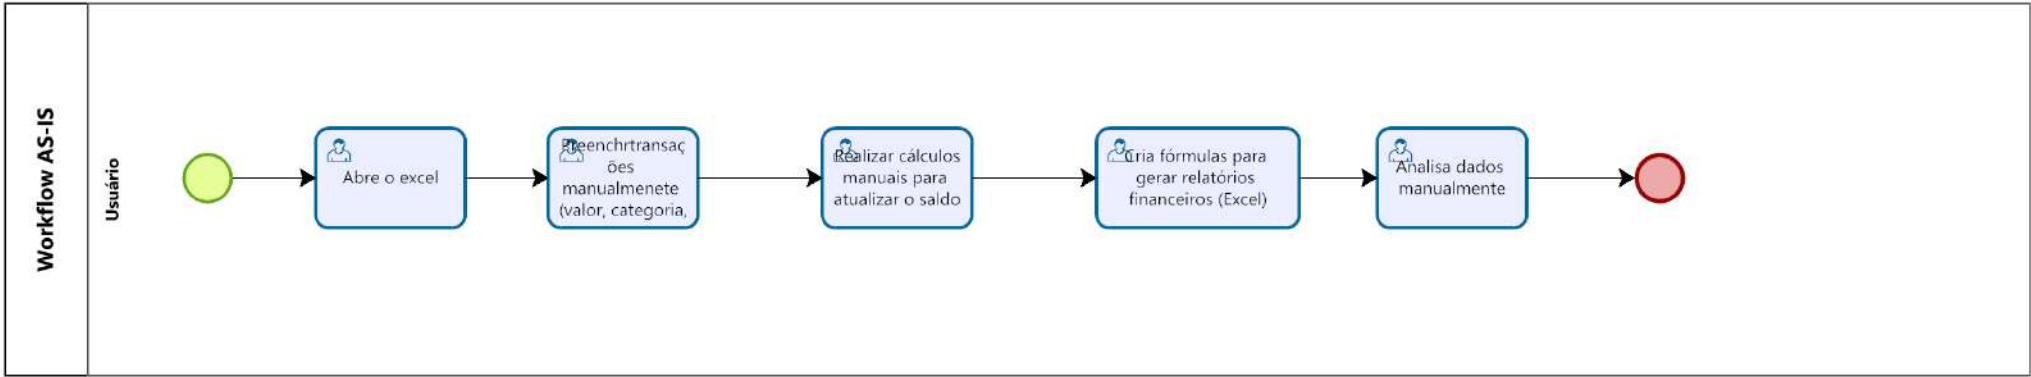 Workflow AS-IS
Usuário
Abre o excel
Preenchrtransaç
ões
manualmenete
(valor, categoria,
Realizar cálculos
manuais para
atualizar o saldo
Cria fórmulas para
gerar relatórios
financeiros (Excel)
Analisa dados
manualmente